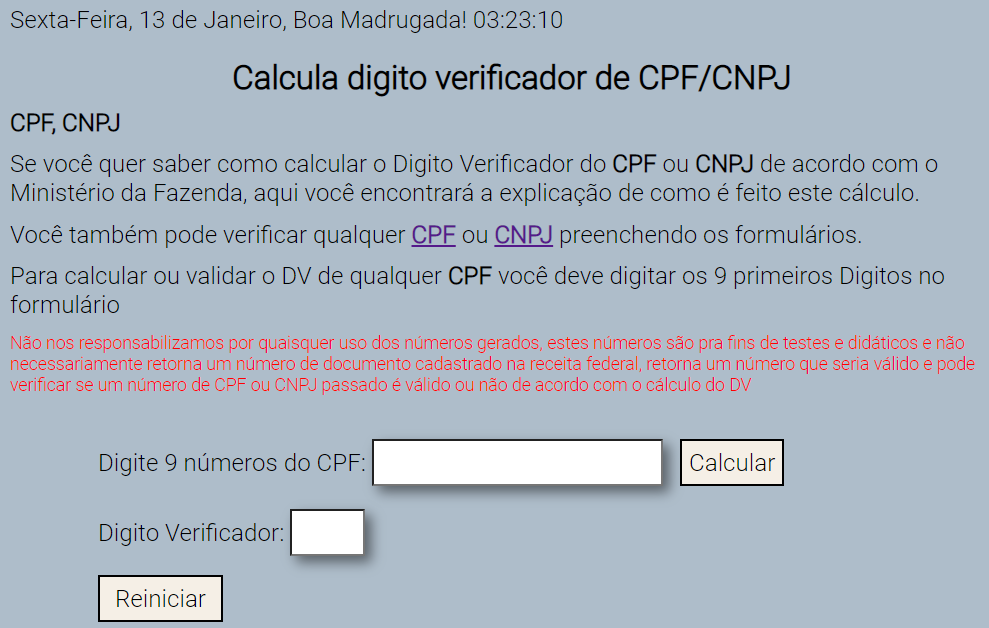 Sexta-Feira, 13 de Janeiro, Boa Madrugada! 03:23:10
Calcula digito verificador de CPF/CNPJ
CPF, CNPJ
Se você quer saber como calcular o Digito Verificador do CPF ou CNPJ de acordo com o
Ministério da Fazenda, aqui você encontrará a explicação de como é feito este cálculo.
Você também pode verificar qualquer CPF ou CNPJ preenchendo os formulários.
Para calcular ou validar o DV de qualquer CPF você deve digitar os 9 primeiros Digitos no
formulário
Não nos responsabilizamos por quaisquer uso dos números gerados, estes números são pra fins de testes e didáticos e não
necessariamente retorna um número de documento cadastrado na receita federal, retorna um número que seria válido e pode
verificar se um número de CPF ou CNPJ passado é válido ou não de acordo com o cálculo do DV
Digite 9 números do CPF: Calcular
Digito Verificador:
Reiniciar